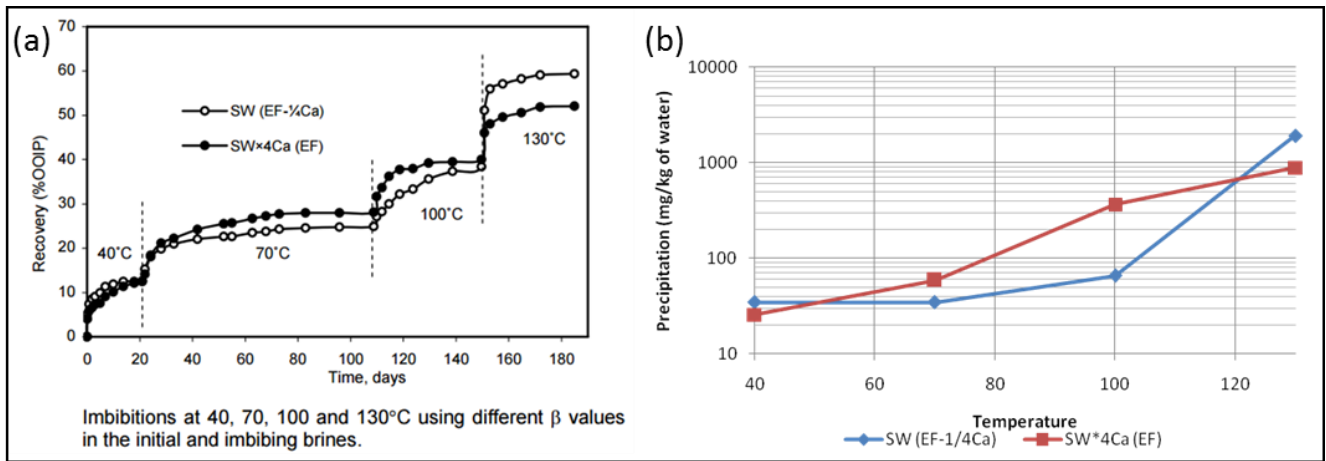 (a)
70
60
50
40
30
20
10
0
Recovery (%OOIP)
SW (EF-¼Ca)
SW×4Ca (EF)
40˚C
70˚C
100˚C
130˚C
0 20 40 60 80 100 120 140 160 180
Time, days
Imbibitions at 40, 70, 100 and 130°C using different β values
in the initial and imbibing brines.
(b)
10000
1000
100
10
Precipitation (mg/kg of water)
40 60 80 100 120
Temperature
SW (EF-1/4Ca) SW*4Ca (EF)